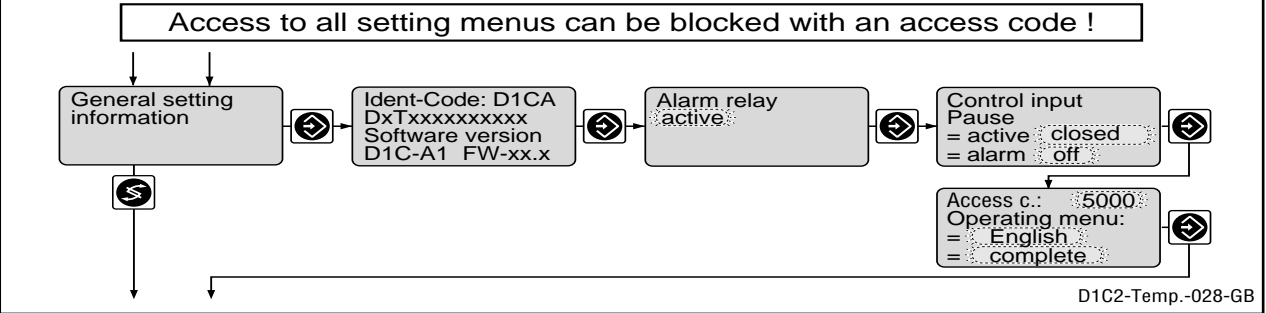 Access to all setting menus can be blocked with an access code !
General setting
information
Ident-Code: D1CA
DxTxxxxxxxxxx
Software version
D1C-A1 FW-xx.x
Alarm relay
active
Control input
Pause
= active closed
= alarm off
Access c.: 5000
Operating menu:
= English
= complete
D1C2-Temp.-028-GB